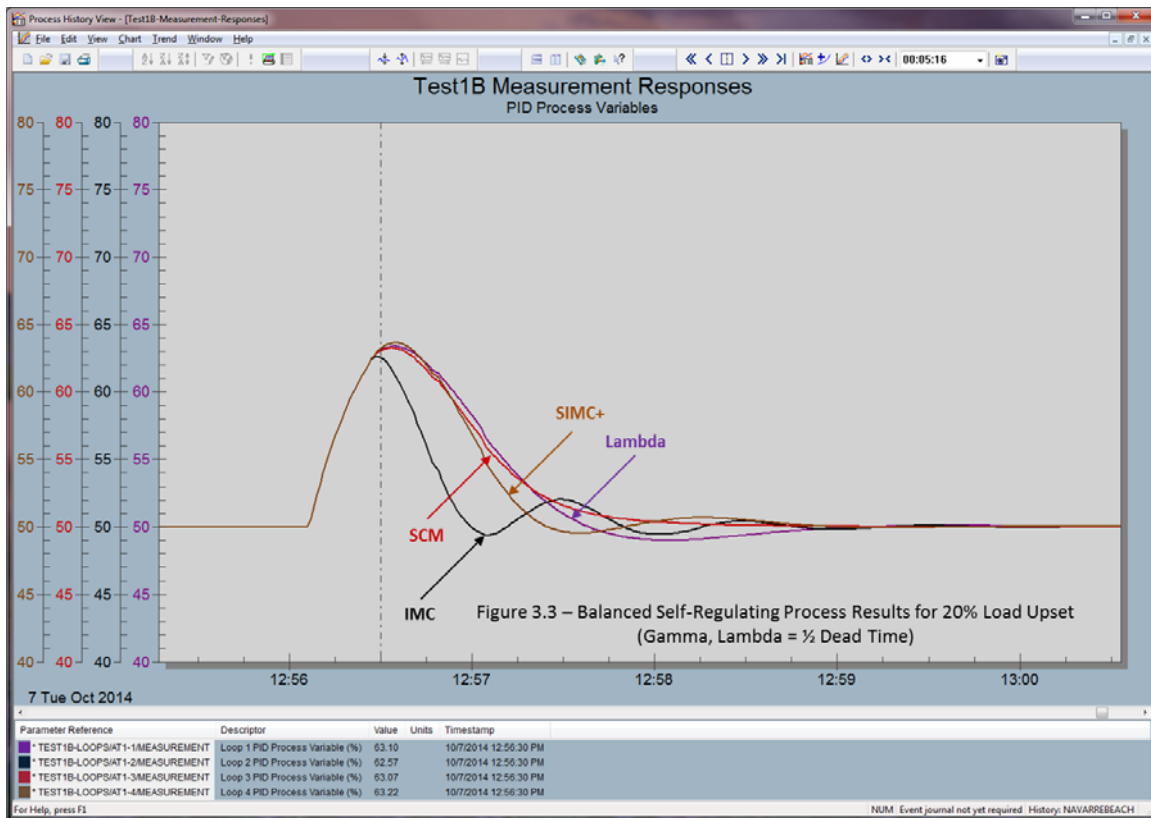 Process History View - [Test1B-Measurement-Responses]
File Edit View Chart Trend Window Help
00:05:16
Test1B Measurement Responses
PID Process Variables
80 80 80 80
75 75 75 75
70 70 70 70
65 65 65 65
60 60 60 60
55 55 55 55
50 50 50 50
45 45 45 45
40 40 40 40
SIMC+
Lambda
SCM
IMC
Figure 3.3 – Balanced Self-Regulating Process Results for 20% Load Upset
(Gamma, Lambda = ½ Dead Time)
12:56 12:57 12:58 12:59 13:00
7 Tue Oct 2014
Parameter Reference Descriptor Value Units Timestamp
* TEST1B-LOOPS/AT1-1/MEASUREMENT Loop 1 PID Process Variable (%) 63.10 10/7/2014 12:56:30 PM
* TEST1B-LOOPS/AT1-2/MEASUREMENT Loop 2 PID Process Variable (%) 62.57 10/7/2014 12:56:30 PM
* TEST1B-LOOPS/AT1-3/MEASUREMENT Loop 3 PID Process Variable (%) 63.07 10/7/2014 12:56:30 PM
* TEST1B-LOOPS/AT1-4/MEASUREMENT Loop 4 PID Process Variable (%) 63.22 10/7/2014 12:56:30 PM
For Help, press F1 NUM Event journal not yet required History: NAVARREBEACH